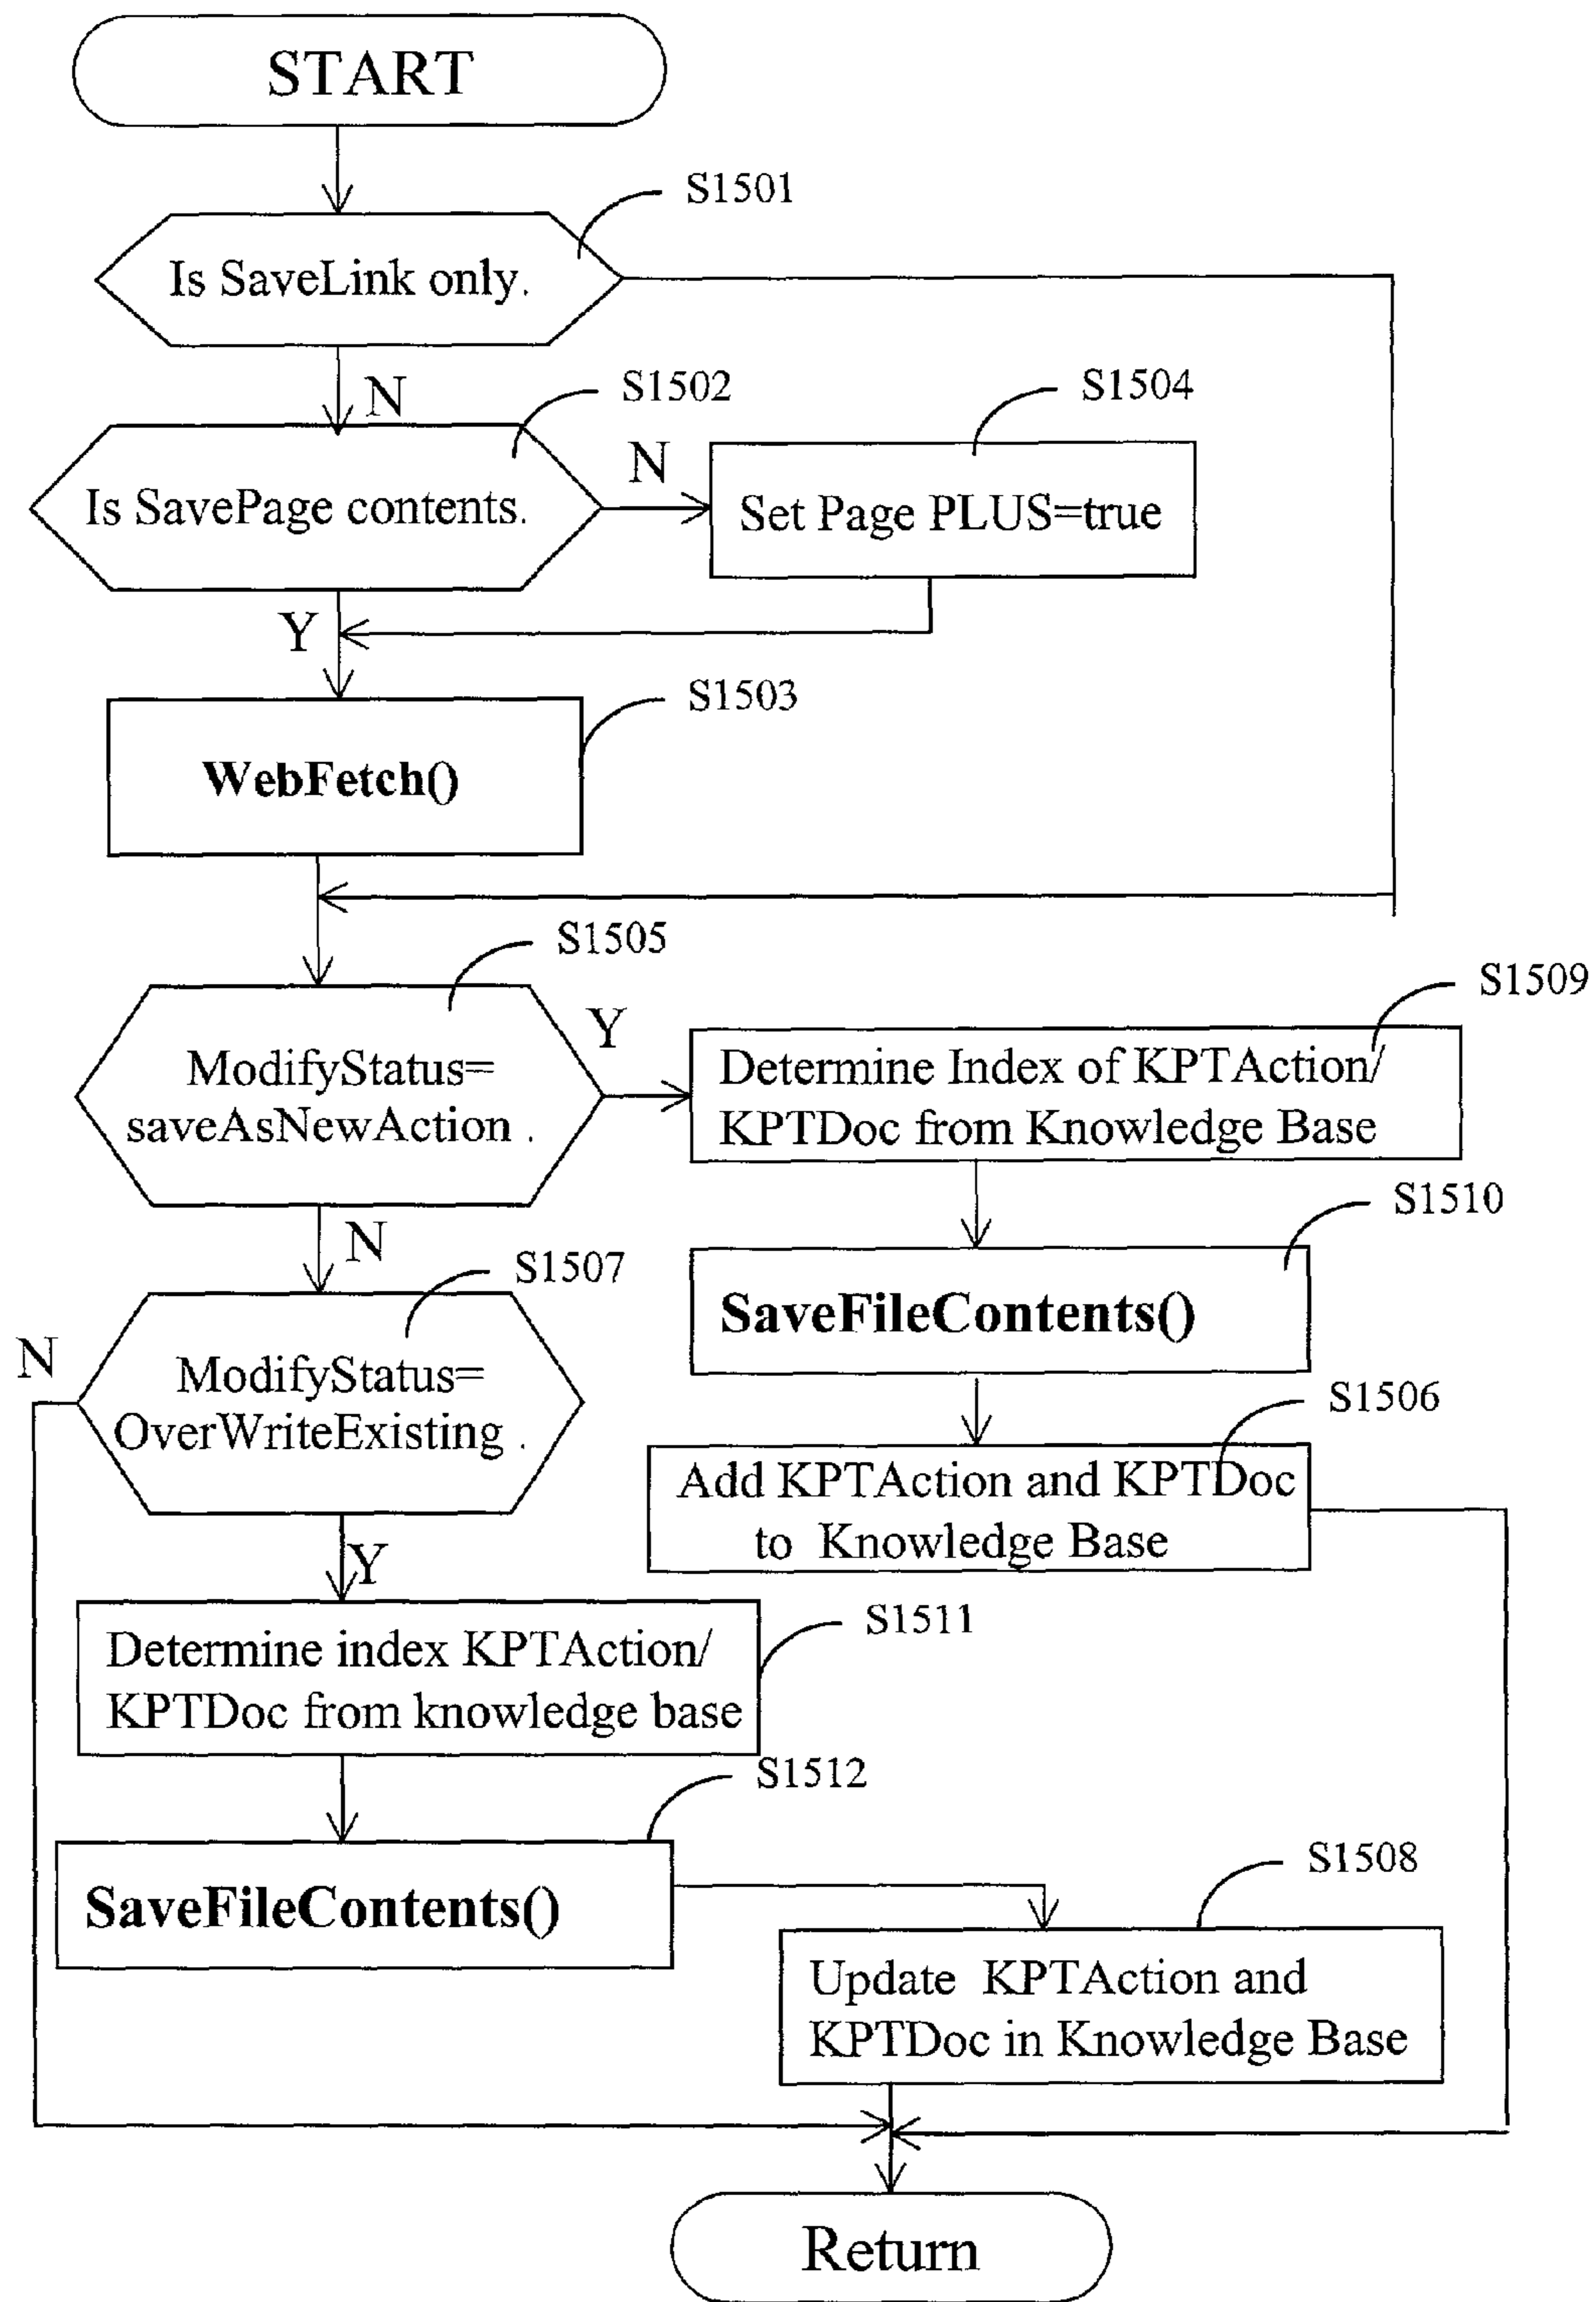 START
S1501
Is SaveLink only.
N
S1502
S1504
Is SavePage contents.
N
Set Page PLUS=true
Y
S1503
WebFetch()
S1505
S1509
ModifyStatus=
saveAsNewAction .
Y
Determine Index of KPTAction/
KPTDoc from Knowledge Base
N
S1510
S1507
SaveFileContents()
N
ModifyStatus=
OverWriteExisting .
S1506
Add KPTAction and KPTDoc
to Knowledge Base
Y
S1511
Determine index KPTAction/
KPTDoc from knowledge base
S1512
SaveFileContents()
S1508
Update KPTAction and
KPTDoc in Knowledge Base
Return